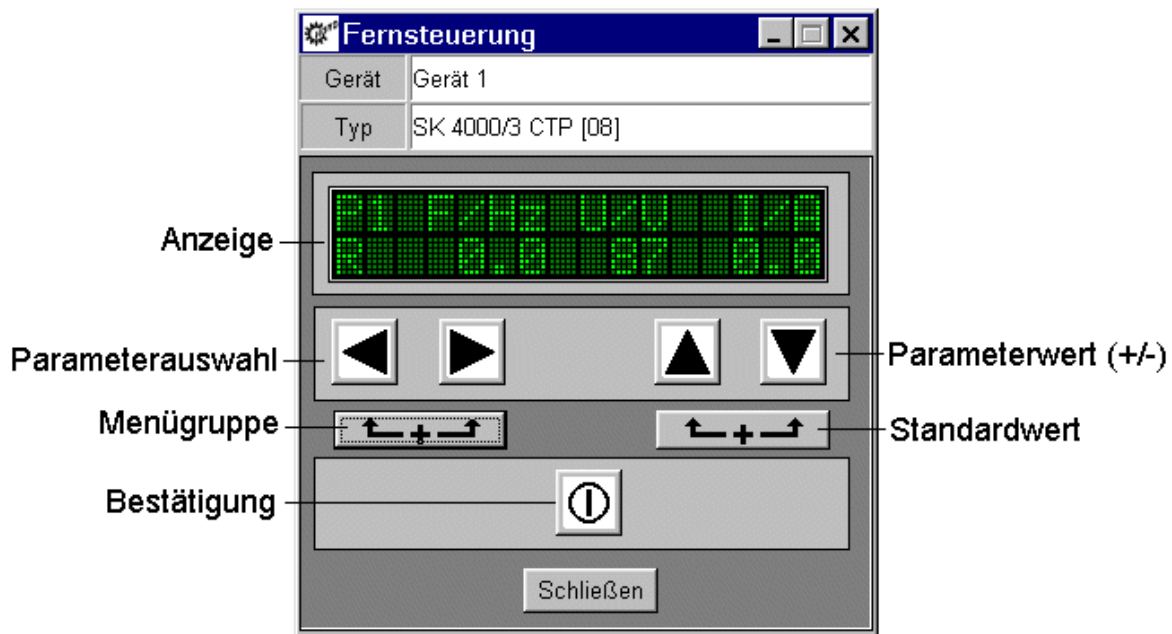 Fernsteuerung
Gerät Gerät 1
Typ SK 4000/3 CTP [08]
P1 F/Hz U/V I/A
R 0.0 87 0.0
Anzeige
Parameterauswahl
Parameterwert (+/-)
Menügruppe
Standardwert
Bestätigung
Schließen